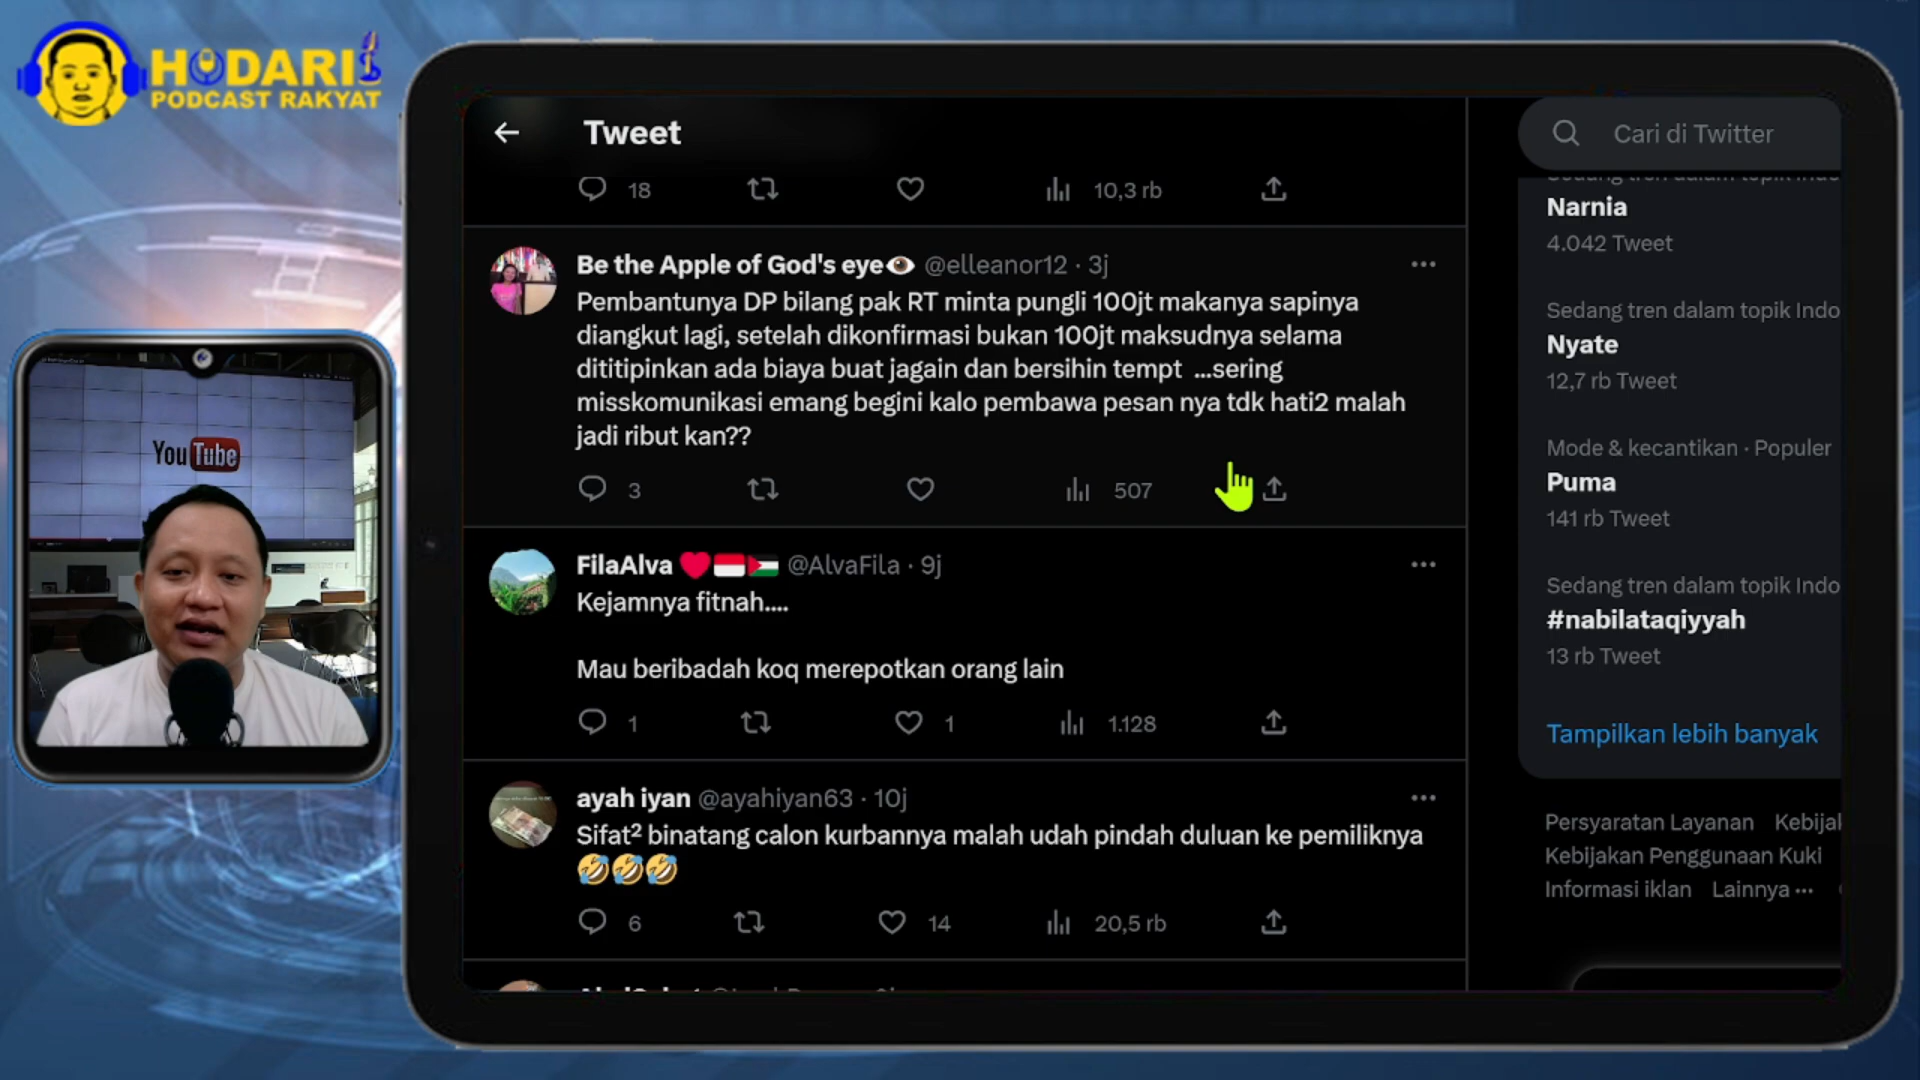 HODARI
PODCAST RAKYAT
YouTube
Tweet
18
10,3 rb
Be the Apple of God's eye👁 @elleanor12 · 3j
Pembantunya DP bilang pak RT minta pungli 100jt makanya sapinya
diangkut lagi, setelah dikonfirmasi bukan 100jt maksudnya selama
dititipinkan ada biaya buat jagain dan bersihin tempt ...sering
misskomunikasi emang begini kalo pembawa pesan nya tdk hati2 malah
jadi ribut kan??
3
507
FilaAlva ❤️🇮🇩🇵🇸 @AlvaFila · 9j
Kejamnya fitnah....
Mau beribadah koq merepotkan orang lain
1
1
1.128
ayah iyan @ayahiyan63 · 10j
Sifat² binatang calon kurbannya malah udah pindah duluan ke pemiliknya
🤣🤣🤣
6
14
20,5 rb
Cari di Twitter
Narnia
4.042 Tweet
Sedang tren dalam topik Indo
Nyate
12,7 rb Tweet
Mode & kecantikan · Populer
Puma
141 rb Tweet
Sedang tren dalam topik Indo
#nabilataqiyyah
13 rb Tweet
Tampilkan lebih banyak
Persyaratan Layanan Kebijak
Kebijakan Penggunaan Kuki
Informasi iklan Lainnya ···